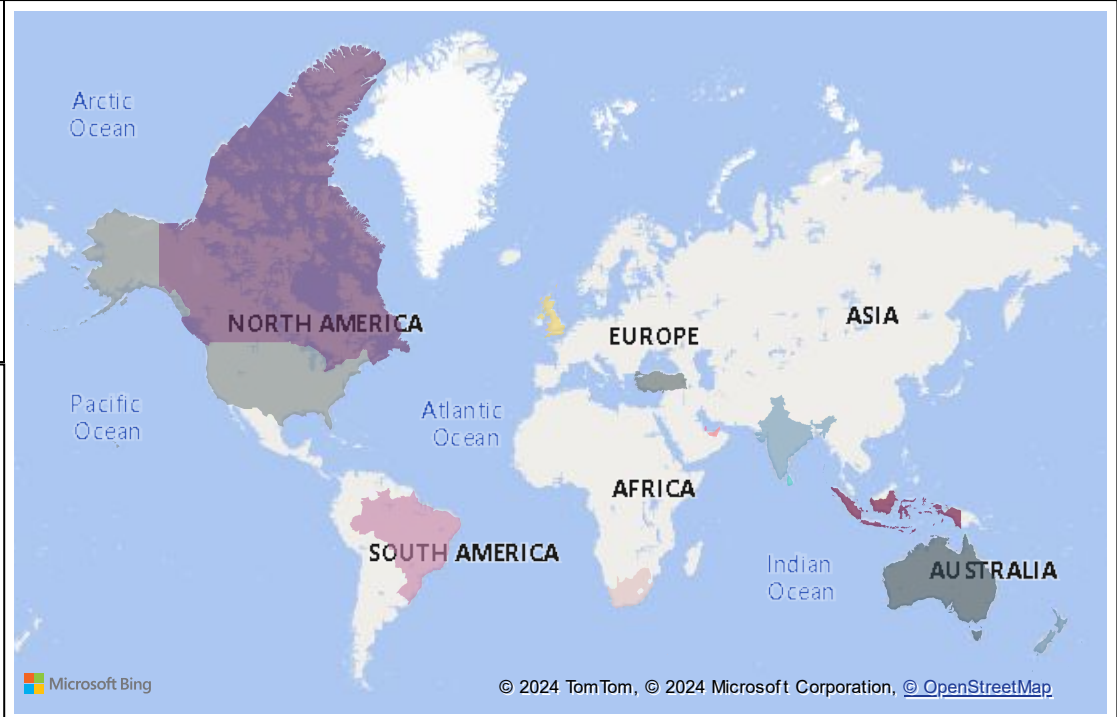 Arctic
Ocean
NORTH AMERICA
EUROPE
ASIA
Pacific
Ocean
Atlantic
Ocean
AFRICA
SOUTH AMERICA
Indian
Ocean
AUSTRALIA
Microsoft Bing
© 2024 TomTom, © 2024 Microsoft Corporation, © OpenStreetMap